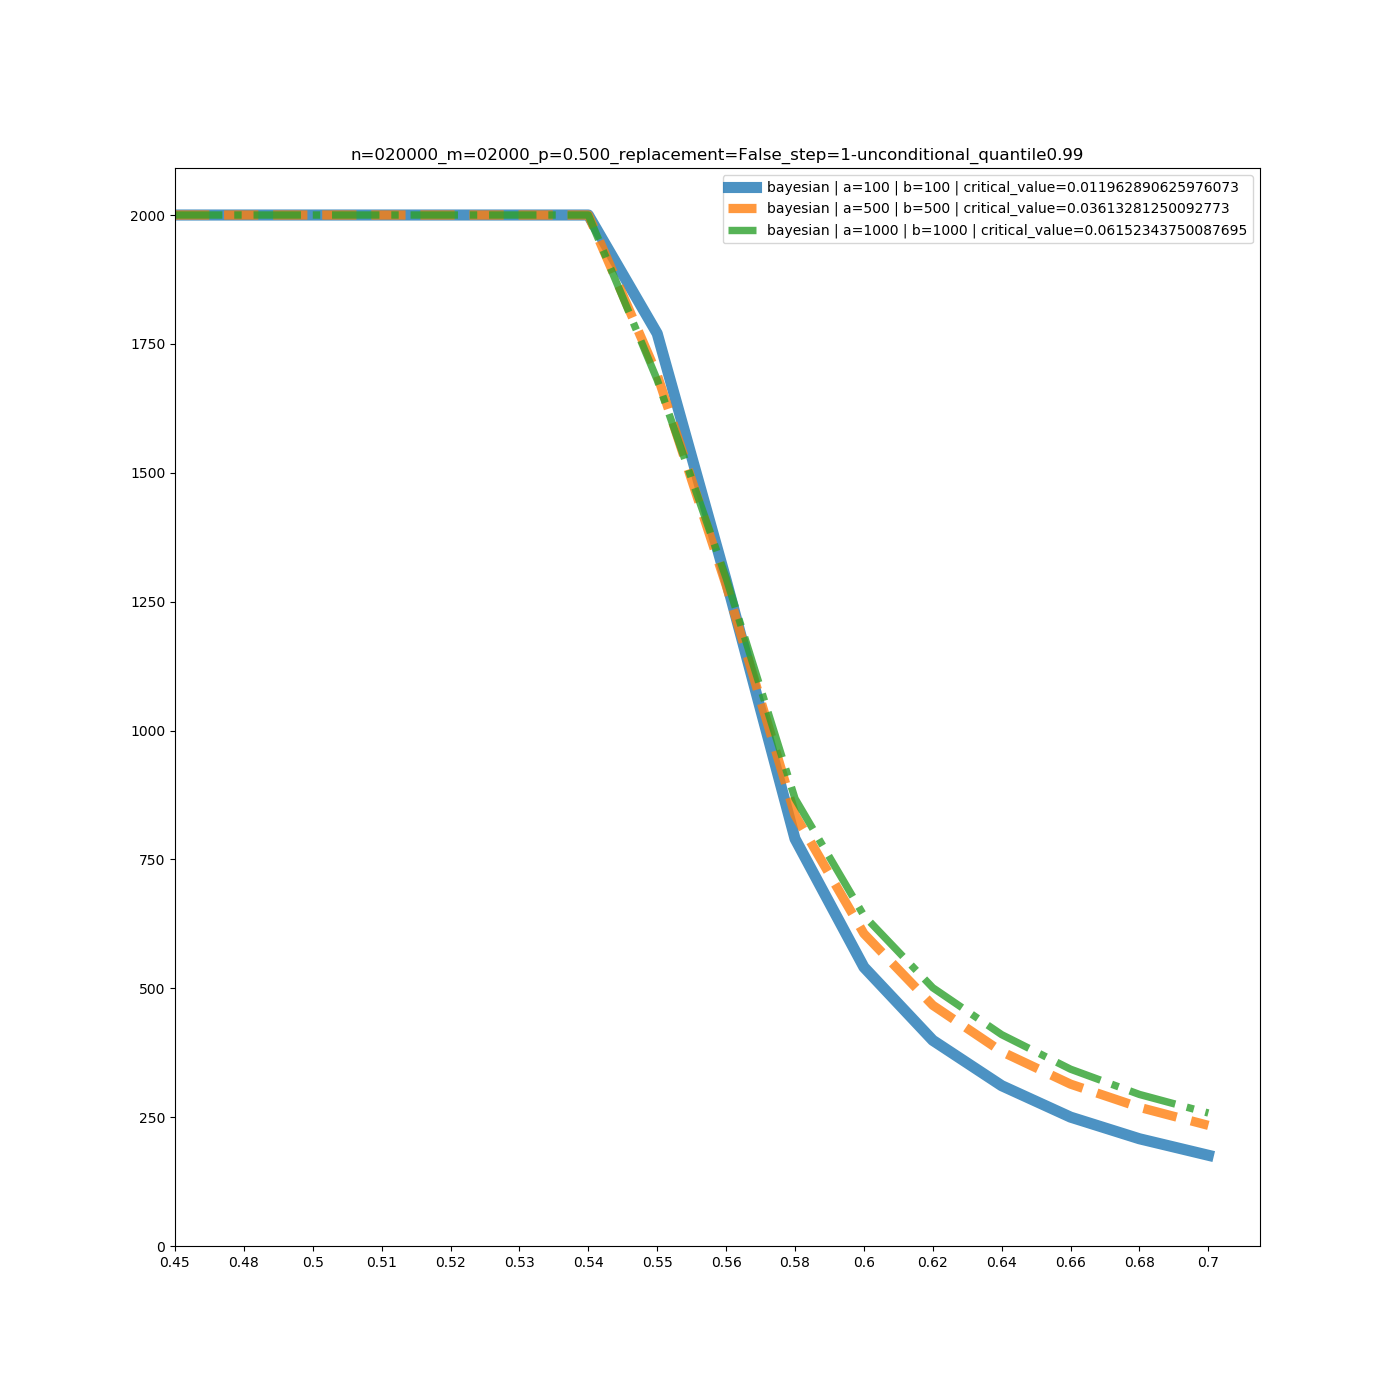 n=020000_m=02000_p=0.500_replacement=False_step=1-unconditional_quantile0.99
bayesian | a=100 | b=100 | critical_value=0.011962890625976073
bayesian | a=500 | b=500 | critical_value=0.03613281250092773
bayesian | a=1000 | b=1000 | critical_value=0.06152343750087695
2000
1750
1500
1250
1000
750
500
250
0
0.45 0.48 0.5 0.51 0.52 0.53 0.54 0.55 0.56 0.58 0.6 0.62 0.64 0.66 0.68 0.7